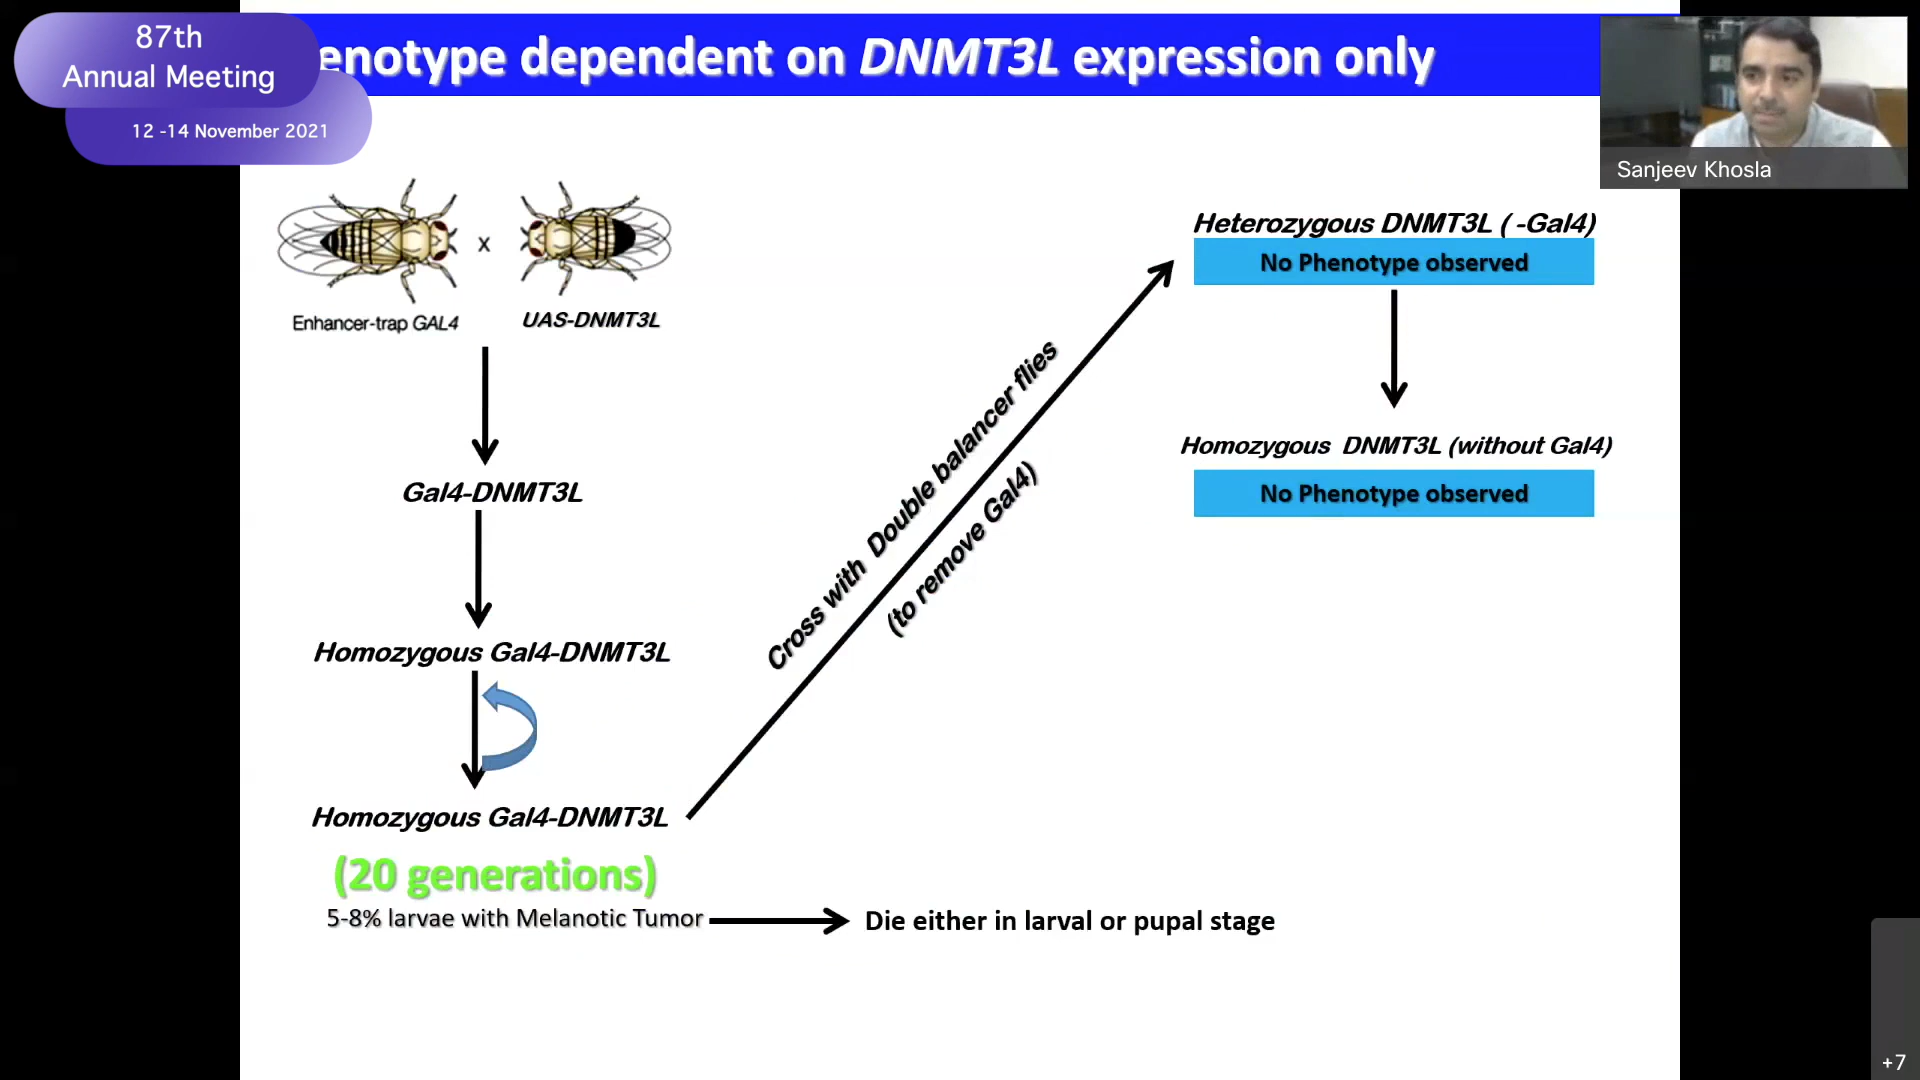 87th
Annual Meeting
12 -14 November 2021
enotype dependent on DNMT3L expression only
Sanjeev Khosla
x
Enhancer-trap GAL4
UAS-DNMT3L
Gal4-DNMT3L
Homozygous Gal4-DNMT3L
Homozygous Gal4-DNMT3L
(20 generations)
5-8% larvae with Melanotic Tumor
Die either in larval or pupal stage
Cross with Double balancer flies
(to remove Gal4)
Heterozygous DNMT3L ( -Gal4)
No Phenotype observed
Homozygous DNMT3L (without Gal4)
No Phenotype observed
+7